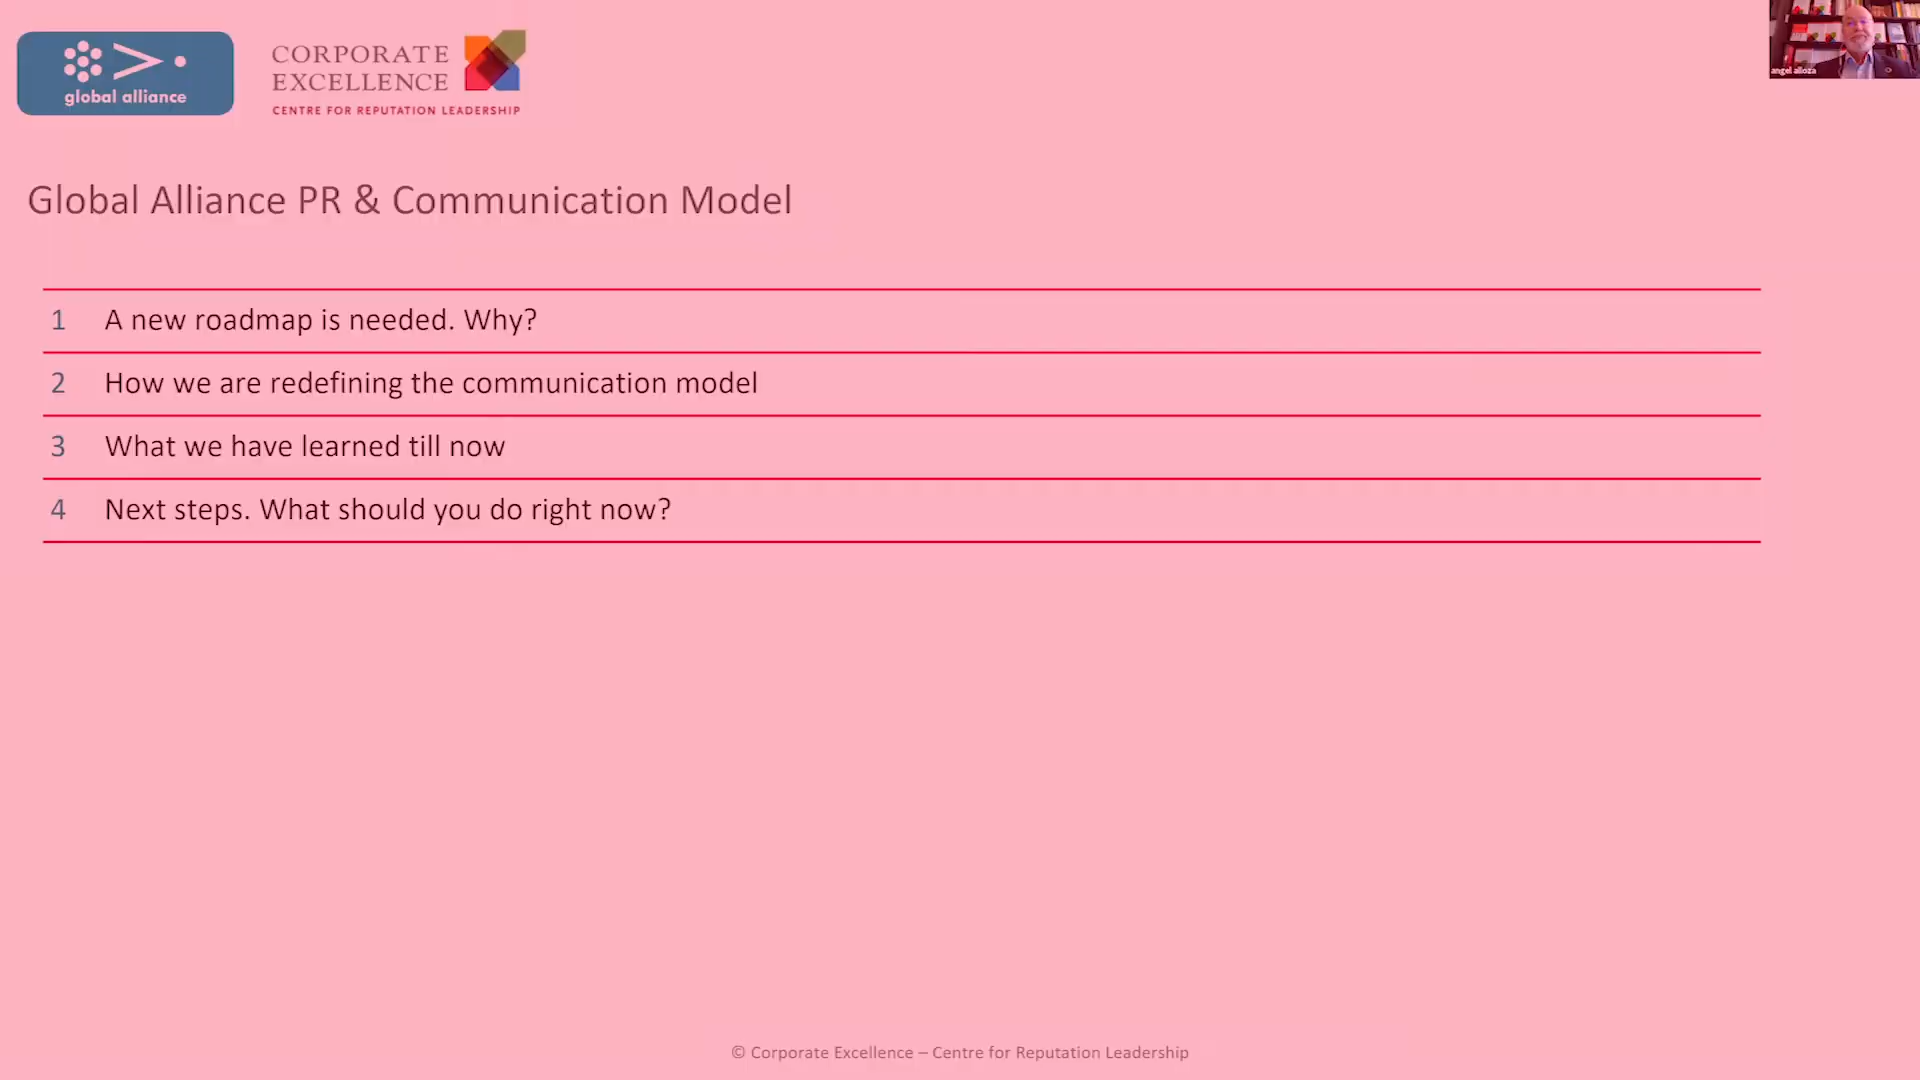 global alliance
CORPORATE
EXCELLENCE
CENTRE FOR REPUTATION LEADERSHIP
angel alloza
Global Alliance PR & Communication Model
1 A new roadmap is needed. Why?
2 How we are redefining the communication model
3 What we have learned till now
4 Next steps. What should you do right now?
© Corporate Excellence – Centre for Reputation Leadership